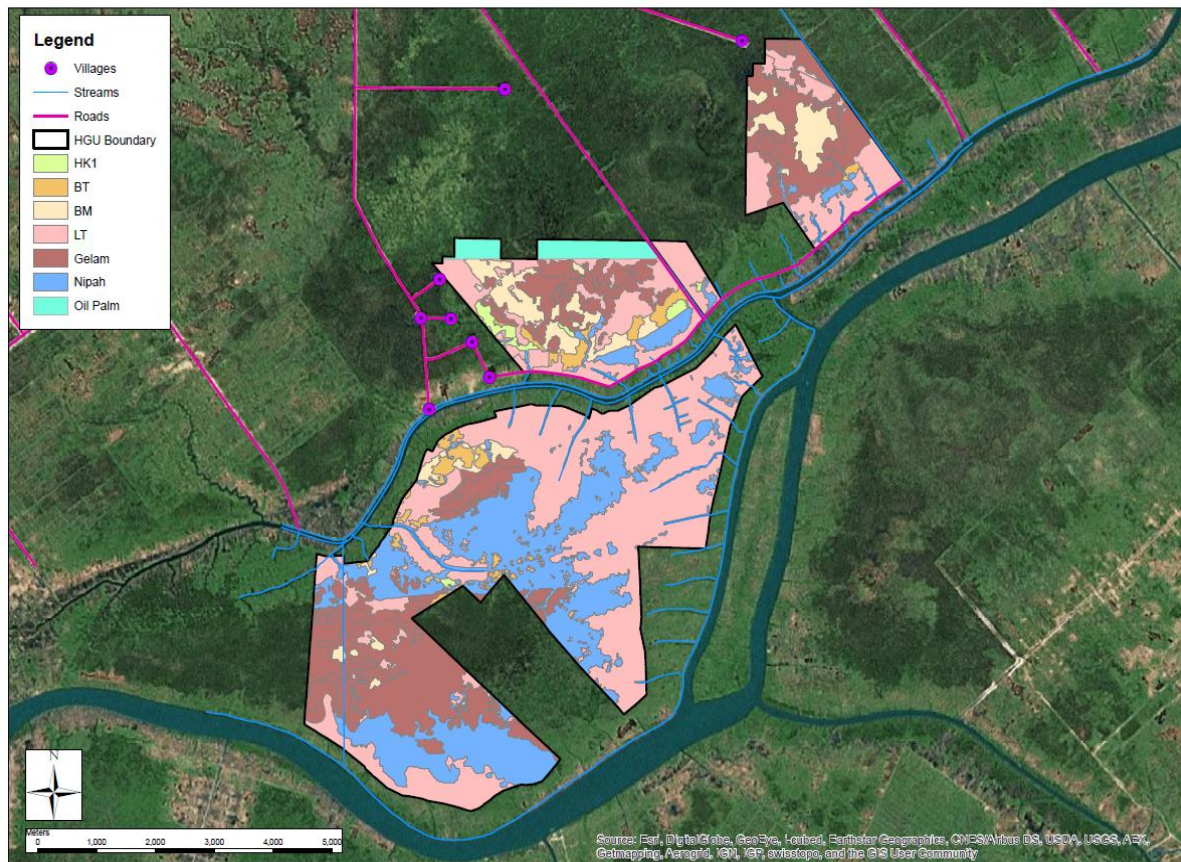 Legend
Villages
Streams
Roads
HGU Boundary
HK1
BT
BM
LT
Gelam
Nipah
Oil Palm
N
Meters
0 1,000 2,000 3,000 4,000 5,000
Source: Esri, DigitalGlobe, GeoEye, i-cubed, Earthstar Geographics, CNES/Airbus DS, USDA, USGS, AEX,
Getmapping, Aerogrid, IGN, IGP, swisstopo, and the GIS User Community